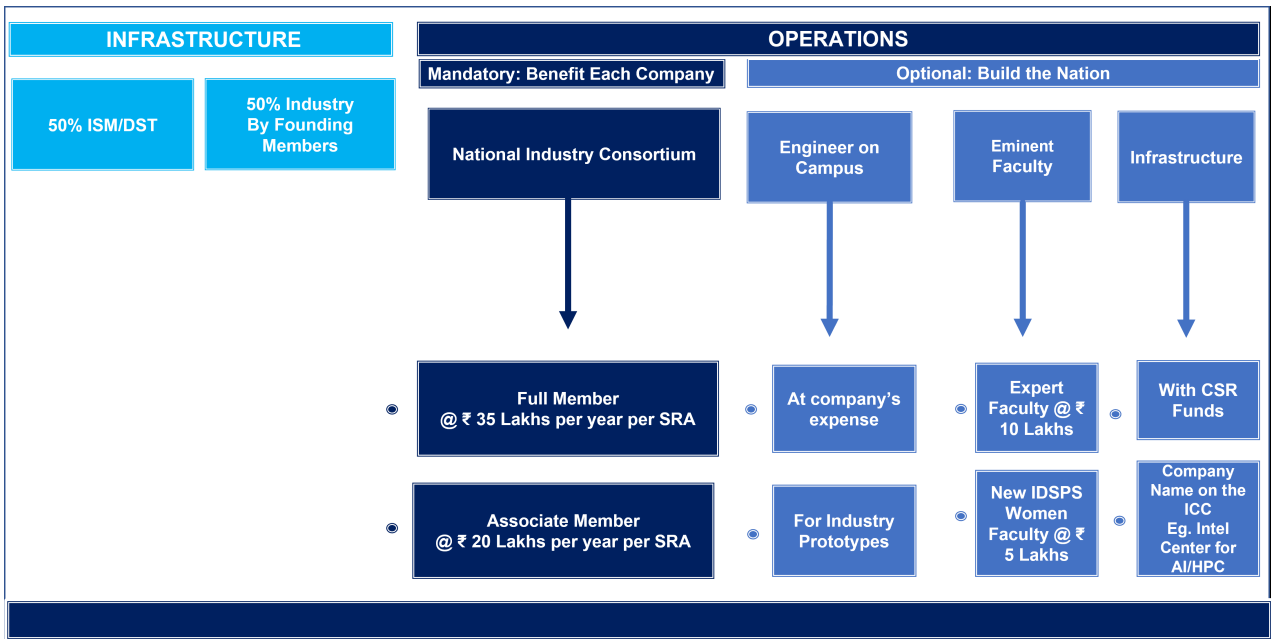 INFRASTRUCTURE
OPERATIONS
Mandatory: Benefit Each Company
Optional: Build the Nation
50% ISM/DST
50% Industry
By Founding
Members
National Industry Consortium
Engineer on
Campus
Eminent
Faculty
Infrastructure
Full Member
@ ₹ 35 Lakhs per year per SRA
At company’s
expense
Expert
Faculty @ ₹
10 Lakhs
With CSR
Funds
Associate Member
@ ₹ 20 Lakhs per year per SRA
For Industry
Prototypes
New IDSPS
Women
Faculty @ ₹
5 Lakhs
Company
Name on the
ICC
Eg. Intel
Center for
AI/HPC